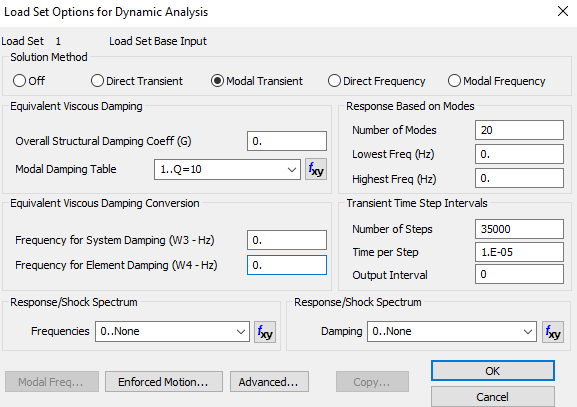 Load Set Options for Dynamic Analysis
Load Set 1 Load Set Base Input
Solution Method
Off Direct Transient Modal Transient Direct Frequency Modal Frequency
Equivalent Viscous Damping
Overall Structural Damping Coeff (G) 0.
Modal Damping Table 1..Q=10 fxy
Response Based on Modes
Number of Modes 20
Lowest Freq (Hz) 0.
Highest Freq (Hz) 0.
Equivalent Viscous Damping Conversion
Frequency for System Damping (W3 - Hz) 0.
Frequency for Element Damping (W4 - Hz) 0.
Transient Time Step Intervals
Number of Steps 35000
Time per Step 1.E-05
Output Interval 0
Response/Shock Spectrum
Frequencies 0..None fxy
Response/Shock Spectrum
Damping 0..None fxy
Modal Freq... Enforced Motion... Advanced... Copy... OK
Cancel